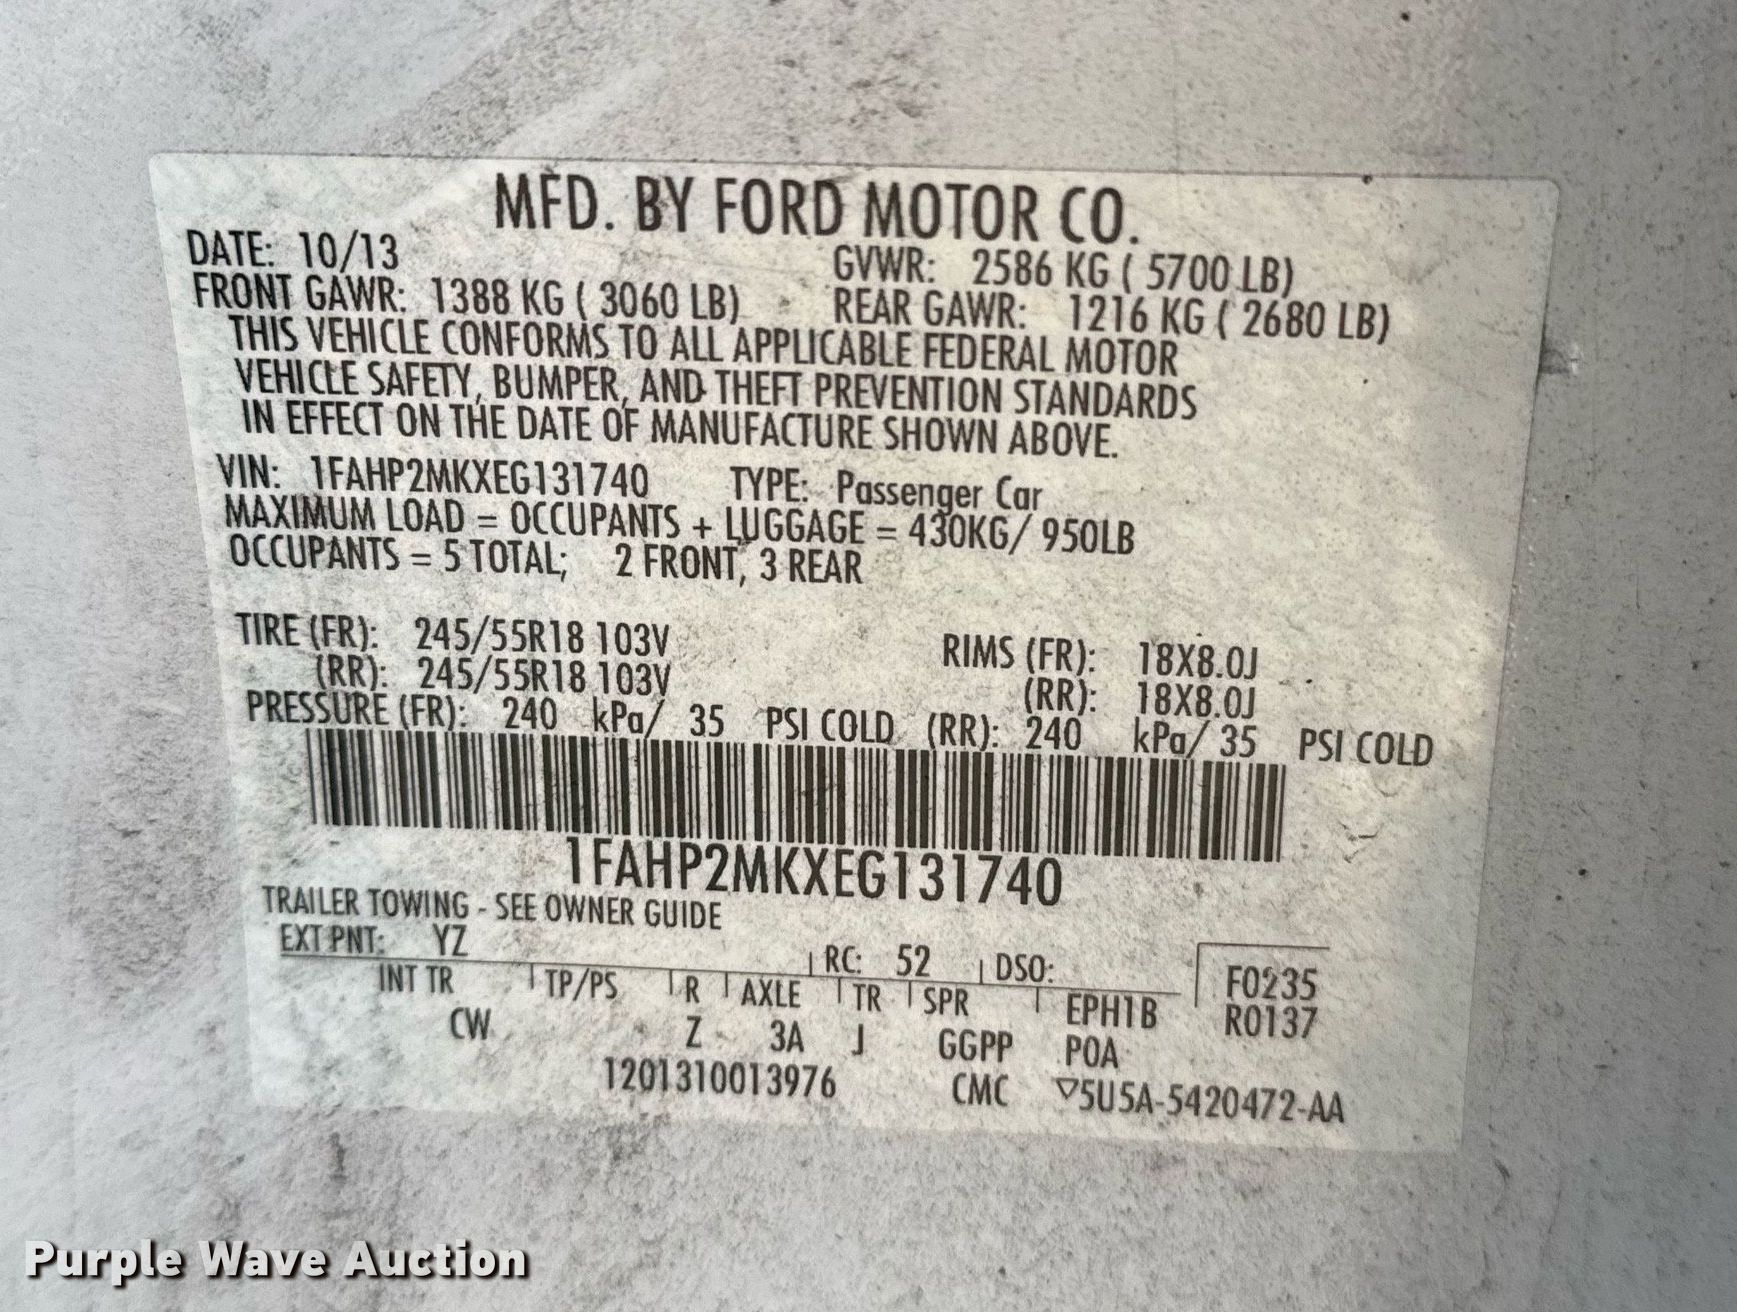 MFD. BY FORD MOTOR CO.
DATE: 10/13
GVWR: 2586 KG ( 5700 LB)
FRONT GAWR: 1388 KG ( 3060 LB)
REAR GAWR: 1216 KG ( 2680 LB)
THIS VEHICLE CONFORMS TO ALL APPLICABLE FEDERAL MOTOR
VEHICLE SAFETY, BUMPER, AND THEFT PREVENTION STANDARDS
IN EFFECT ON THE DATE OF MANUFACTURE SHOWN ABOVE.
VIN: 1FAHP2MKXEG131740 TYPE: Passenger Car
MAXIMUM LOAD = OCCUPANTS + LUGGAGE = 430KG/ 950LB
OCCUPANTS = 5 TOTAL; 2 FRONT, 3 REAR
TIRE (FR): 245/55R18 103V RIMS (FR): 18X8.0J
(RR): 245/55R18 103V (RR): 18X8.0J
PRESSURE (FR): 240 kPa/ 35 PSI COLD (RR): 240 kPa/ 35 PSI COLD
1FAHP2MKXEG131740
TRAILER TOWING - SEE OWNER GUIDE
EXT PNT: YZ RC: 52 DSO:
F0235
INT TR TP/PS R AXLE TR SPR EPH1B
R0137
CW Z 3A J GGPP POA
1201310013976 CMC ▽5U5A-5420472-AA
Purple Wave Auction